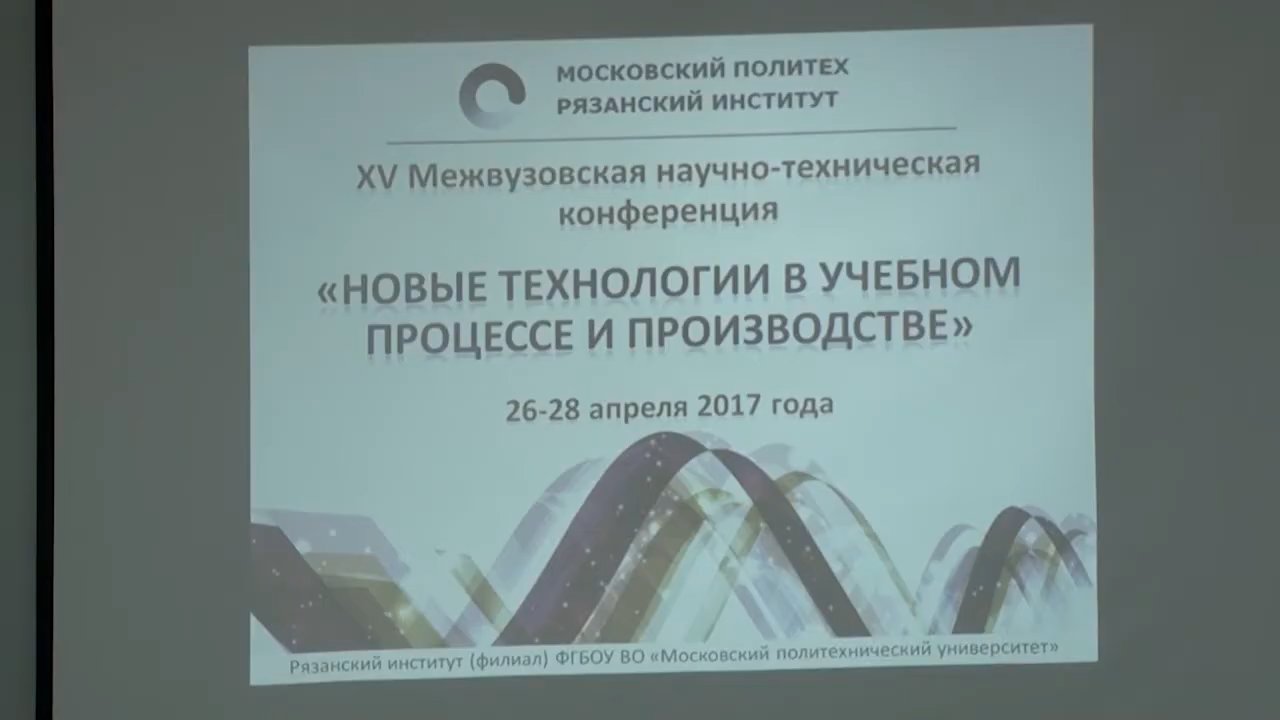 МОСКОВСКИЙ ПОЛИТЕХ
РЯЗАНСКИЙ ИНСТИТУТ
XV Межвузовская научно-техническая
конференция
«НОВЫЕ ТЕХНОЛОГИИ В УЧЕБНОМ
ПРОЦЕССЕ И ПРОИЗВОДСТВЕ»
26-28 апреля 2017 года
Рязанский институт (филиал) ФГБОУ ВО «Московский политехнический университет»